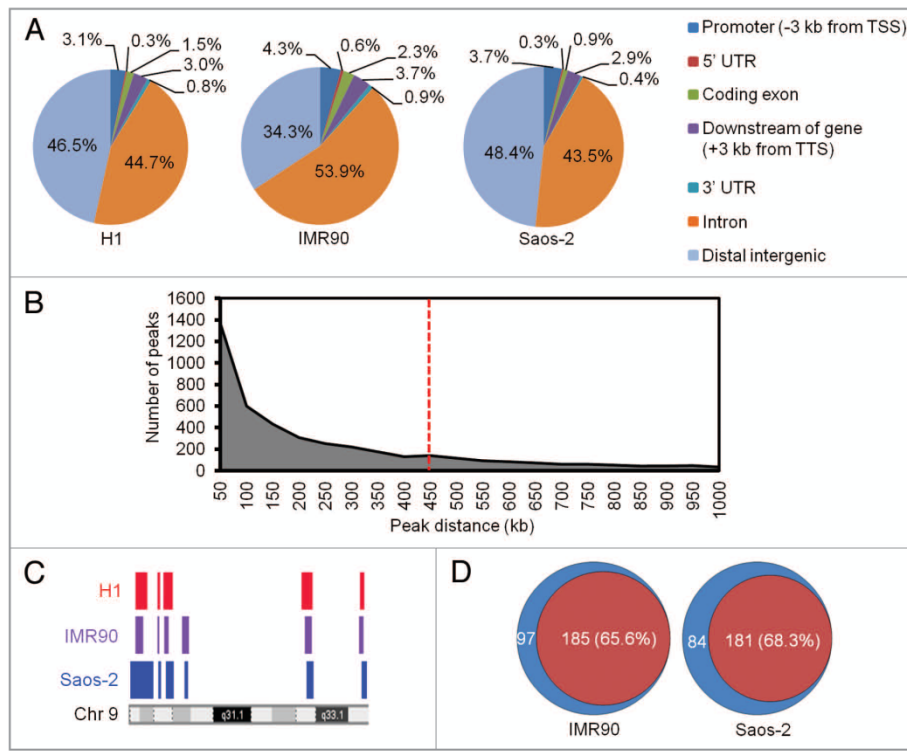 A
3.1%
0.3%
1.5%
3.0%
0.8%
46.5%
44.7%
H1
4.3%
0.6%
2.3%
3.7%
0.9%
34.3%
53.9%
IMR90
3.7%
0.3%
0.9%
2.9%
0.4%
48.4%
43.5%
Saos-2
Promoter (-3 kb from TSS)
5' UTR
Coding exon
Downstream of gene
(+3 kb from TTS)
3' UTR
Intron
Distal intergenic
B
Number of peaks
1600
1400
1200
1000
800
600
400
200
0
50
100
150
200
250
300
350
400
450
500
550
600
650
700
750
800
850
900
950
1000
Peak distance (kb)
C
H1
IMR90
Saos-2
Chr 9
q31.1
q33.1
D
97
185 (65.6%)
IMR90
84
181 (68.3%)
Saos-2